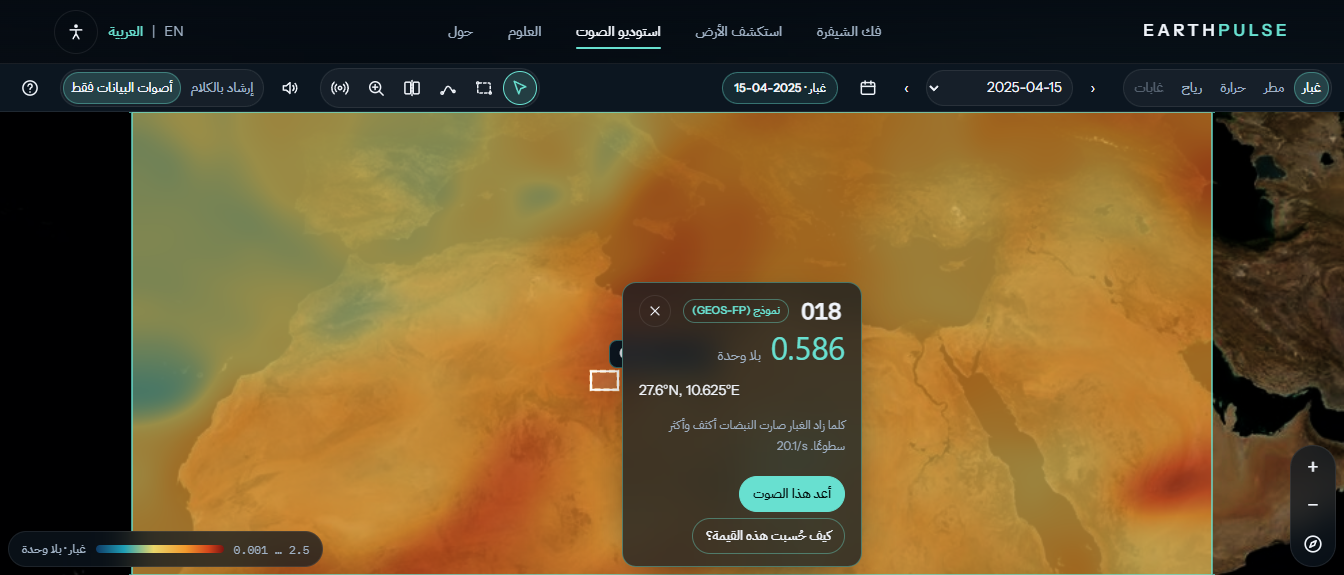 EARTHPULSE
فك الشيفرة
استكشف الأرض
استوديو الصوت
العلوم
حول
العربية | EN
غبار
مطر
حرارة
رياح
غابات
2025-04-15
غبار · 2025-04-15
إرشاد بالكلام
أصوات البيانات فقط
018
نموذج (GEOS-FP)
0.586 بلا وحدة
27.6°N, 10.625°E
كلما زاد الغبار صارت النبضات أكثف وأكثر
سطوعًا. 20.1/s
أعد هذا الصوت
كيف حُسبت هذه القيمة؟
غبار · بلا وحدة
0.001 … 2.5